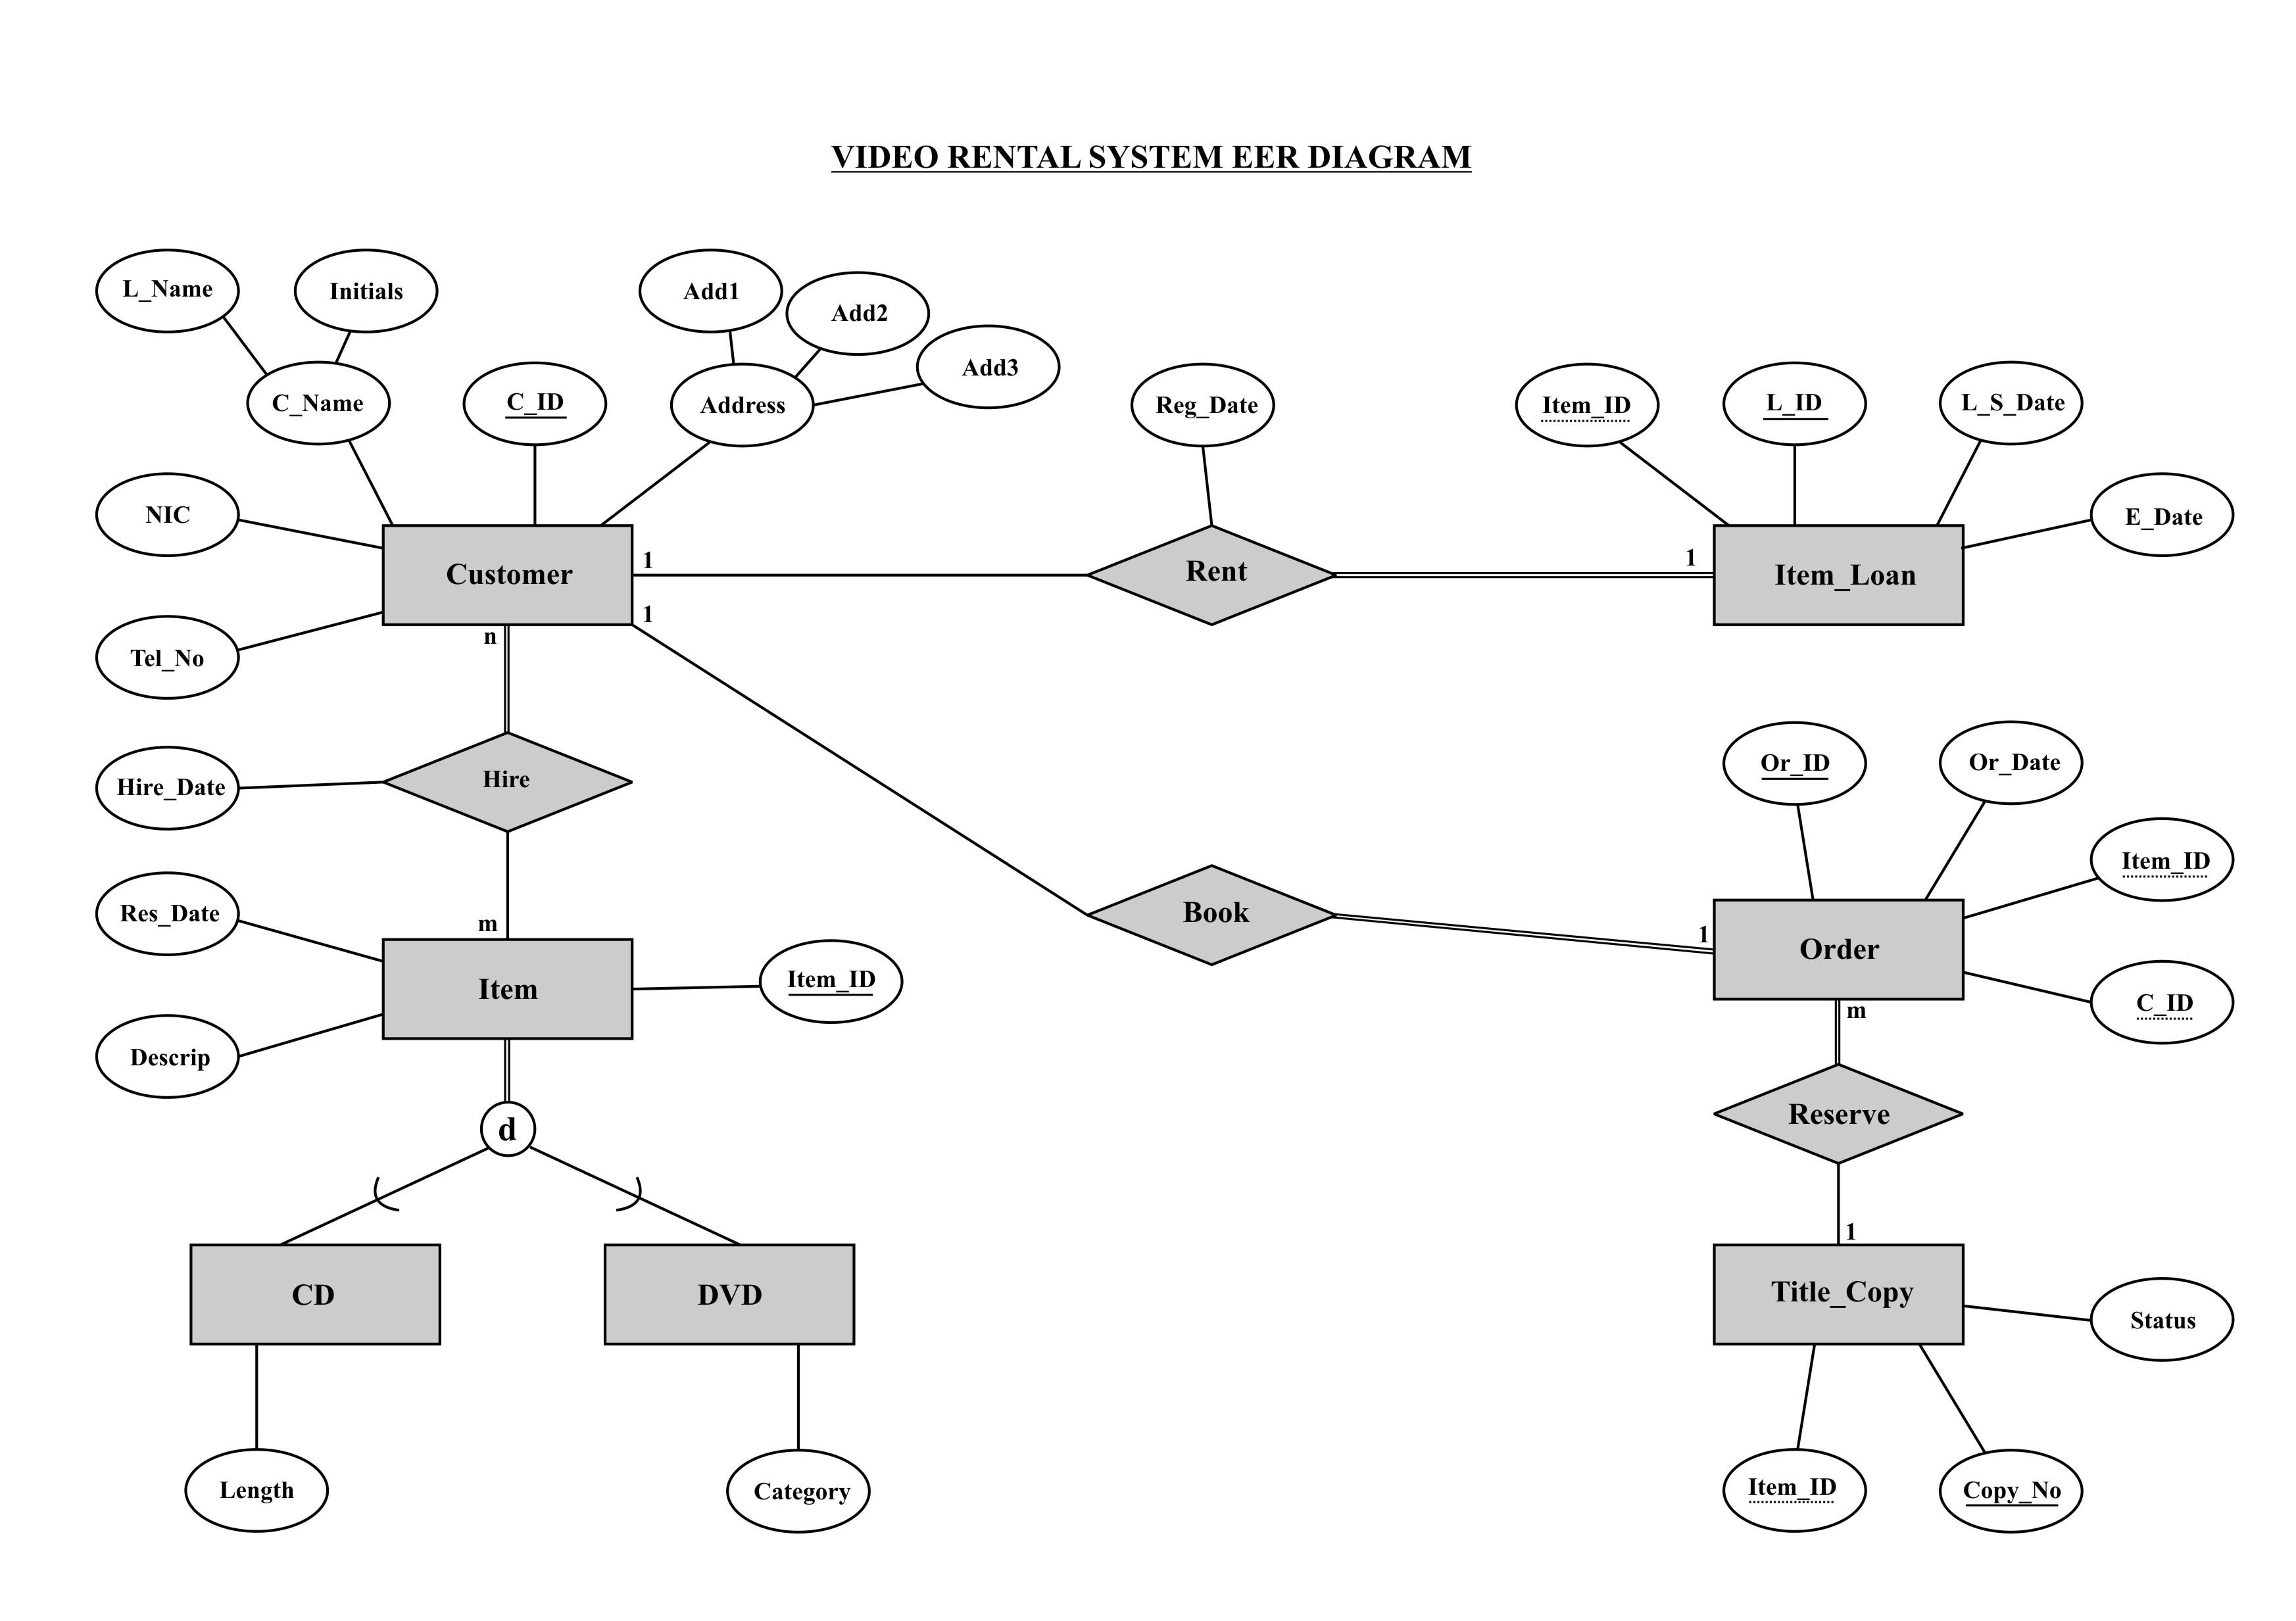 VIDEO RENTAL SYSTEM EER DIAGRAM
L_Name
Initials
Add1
Add2
Add3
C_Name
C_ID
Address
Reg_Date
Item_ID
L_ID
L_S_Date
NIC
E_Date
Customer
1
Rent
1
Item_Loan
1
n
Tel_No
Hire_Date
Hire
Or_ID
Or_Date
Item_ID
Res_Date
m
Book
1
Order
Item
Item_ID
C_ID
m
Descrip
d
Reserve
1
CD
DVD
Title_Copy
Status
Length
Category
Item_ID
Copy_No